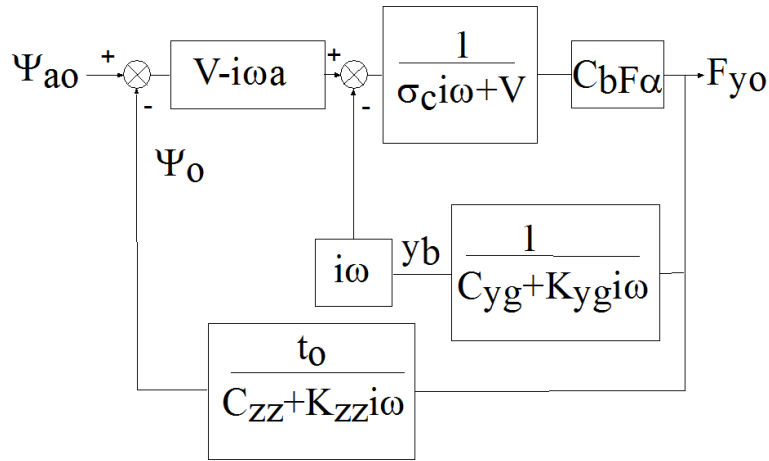 Ψao
+
-
V-iωa
+
-
1
σciω+V
CbFα
Fyo
Ψo
iω
yb
1
Cyg+Kygiω
to
Czz+Kzziω